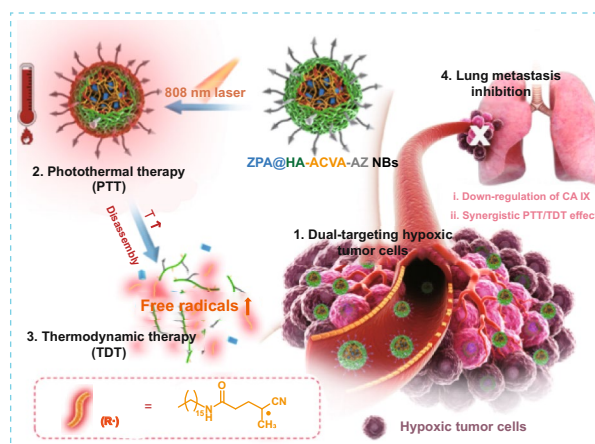 808 nm laser
4. Lung metastasis
inhibition
ZPA@HA-ACVA-AZ NBs
2. Photothermal therapy
(PTT)
i. Down-regulation of CA IX
ii. Synergistic PTT/TDT effec
Disassembly
T↑
1. Dual-targeting hypoxic
tumor cells
Free radicals ↑
3. Thermodynamic therapy
(TDT)
(R·)
=
15
N
H
O
CN
CH₃
Hypoxic tumor cells